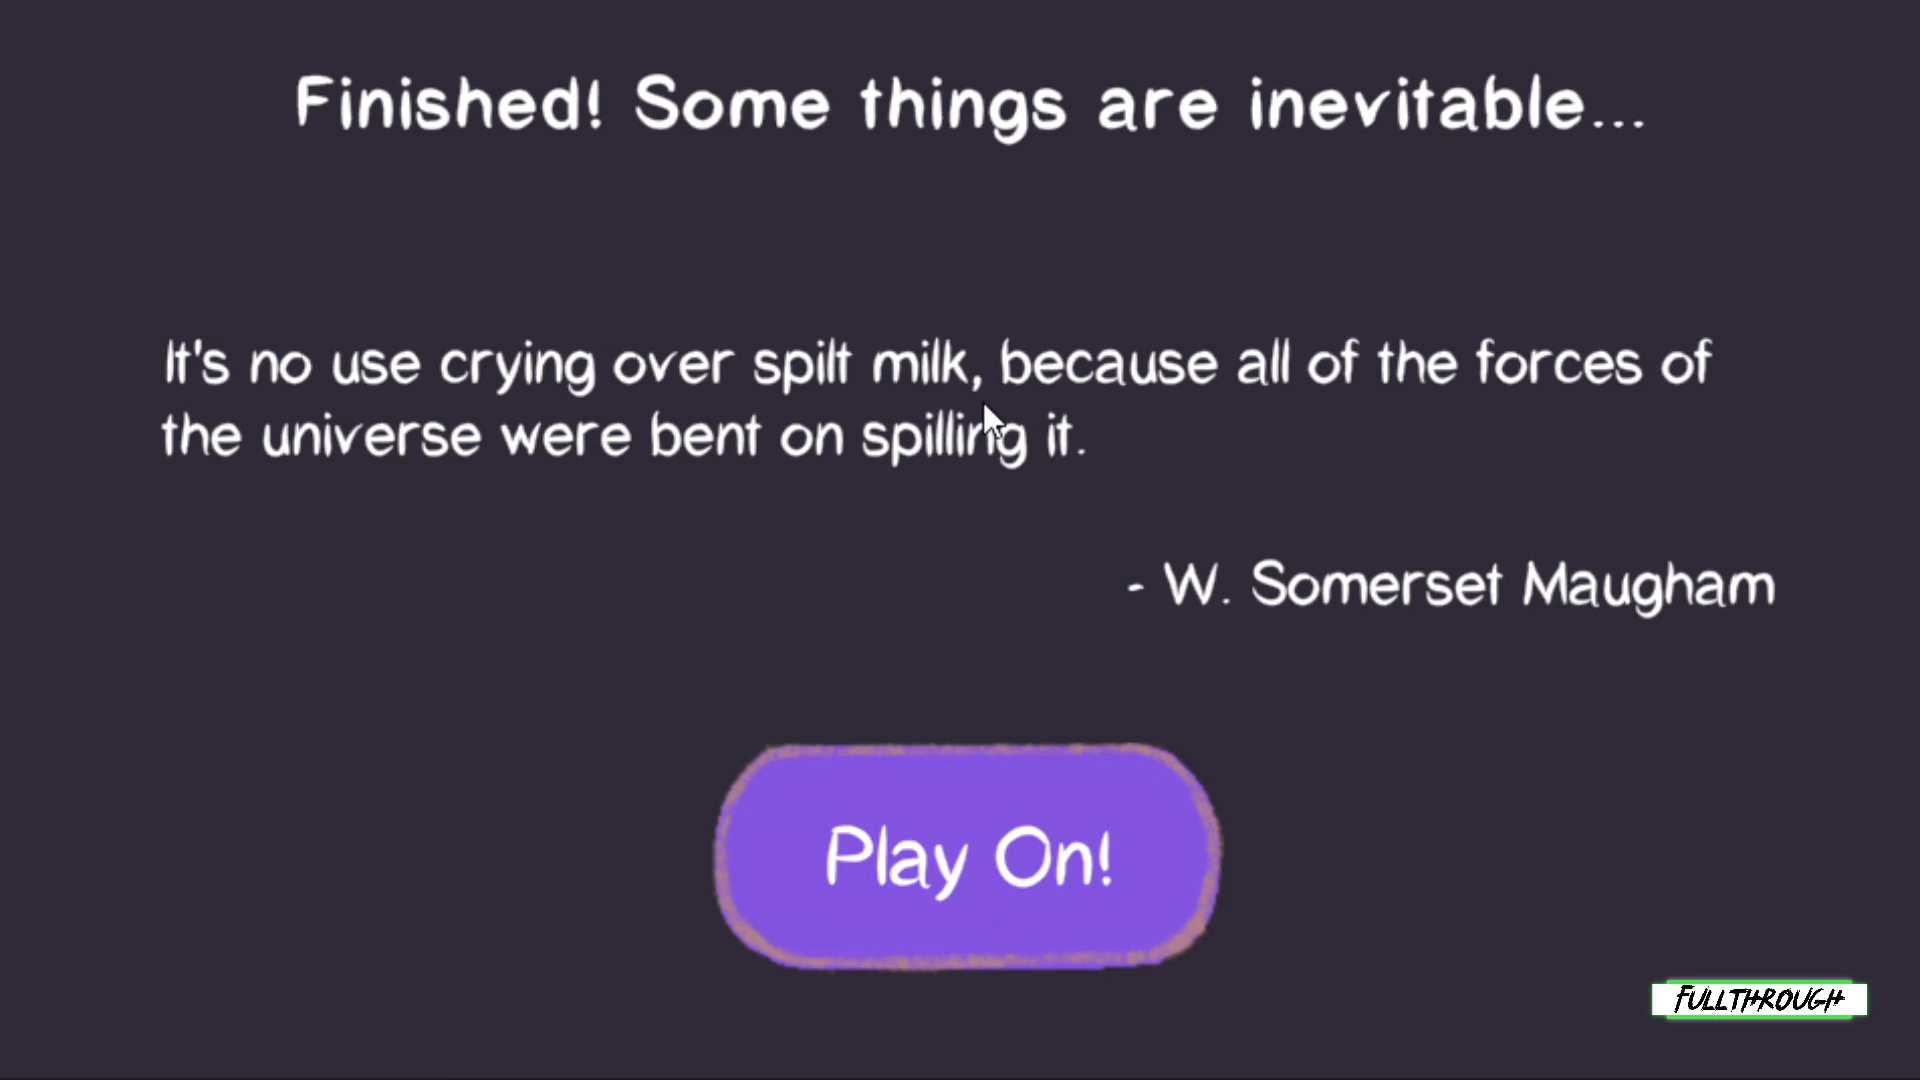 Finished! Some things are inevitable...
It's no use crying over spilt milk, because all of the forces of
the universe were bent on spilling it.
- W. Somerset Maugham
Play On!
FULLTHROUGH